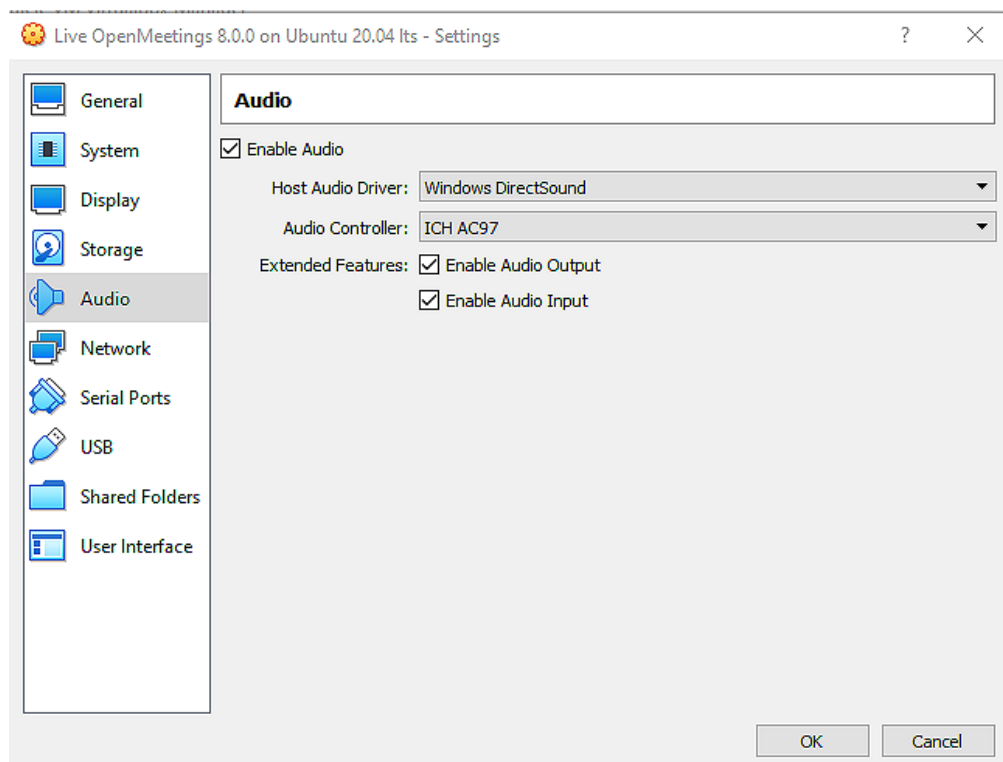 Live OpenMeetings 8.0.0 on Ubuntu 20.04 lts - Settings
?
General
System
Display
Storage
Audio
Network
Serial Ports
USB
Shared Folders
User Interface
Audio
Enable Audio
Host Audio Driver: Windows DirectSound
Audio Controller: ICH AC97
Extended Features: Enable Audio Output
Enable Audio Input
OK Cancel